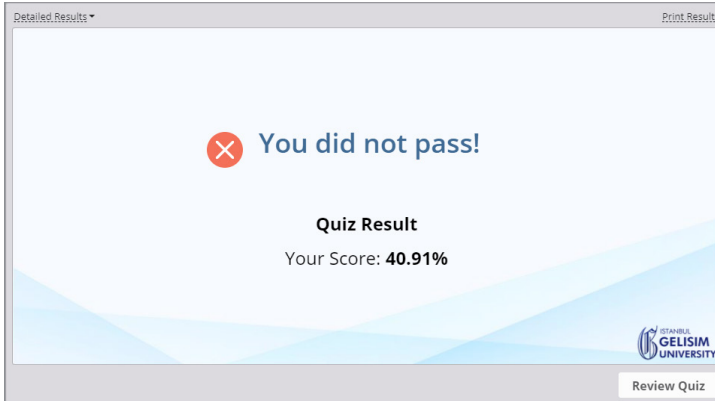 Detailed Results
Print Result
You did not pass!
Quiz Result
Your Score: 40.91%
ISTANBUL
GELISIM
UNIVERSITY
Review Quiz